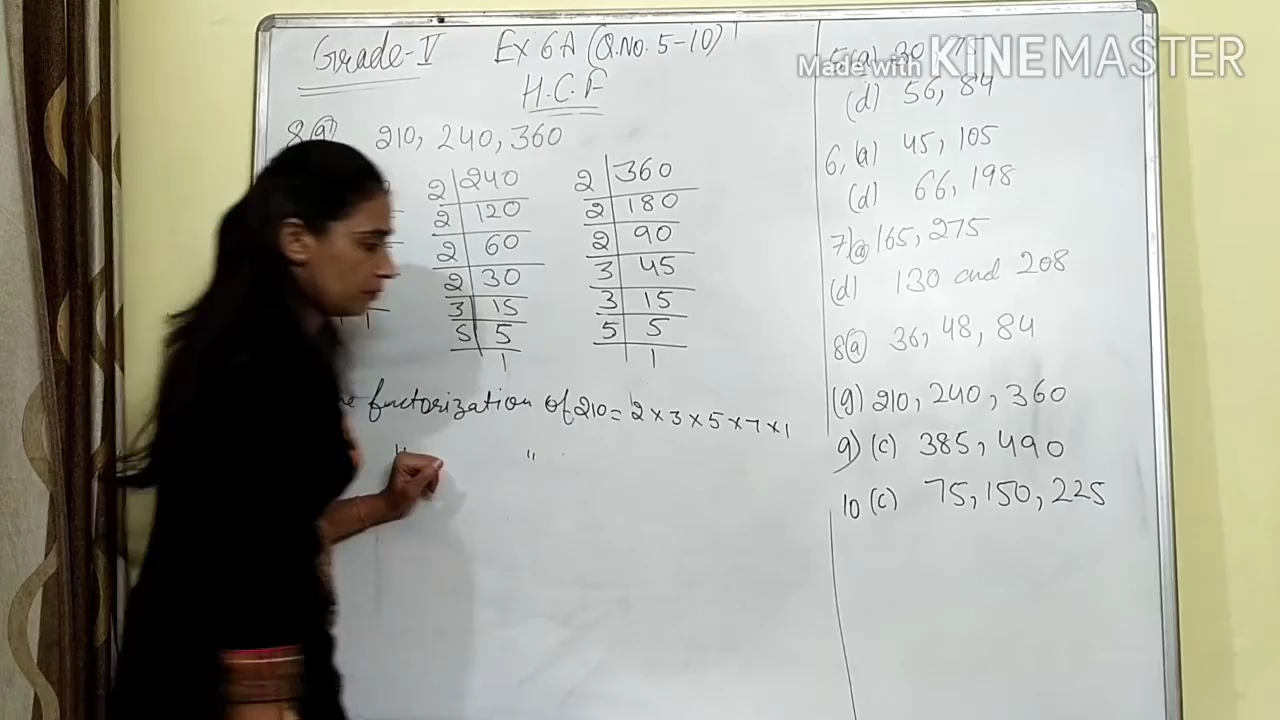 Grade-V Ex 6A (Q.NO. 5-10)
H.C.F
8(g) 210, 240, 360
2 240
2 120
2 60
2 30
3 15
5 5
1
2 360
2 180
2 90
3 45
3 15
5 5
1
factorization of 210 = 2 × 3 × 5 × 7 × 1
" "
5(a) 30, 75
(d) 56, 84
6, (a) 45, 105
(d) 66, 198
7)(a) 165, 275
(d) 130 and 208
8(a) 36, 48, 84
(g) 210, 240, 360
9) (c) 385, 490
10 (c) 75, 150, 225
Made with KINEMASTER